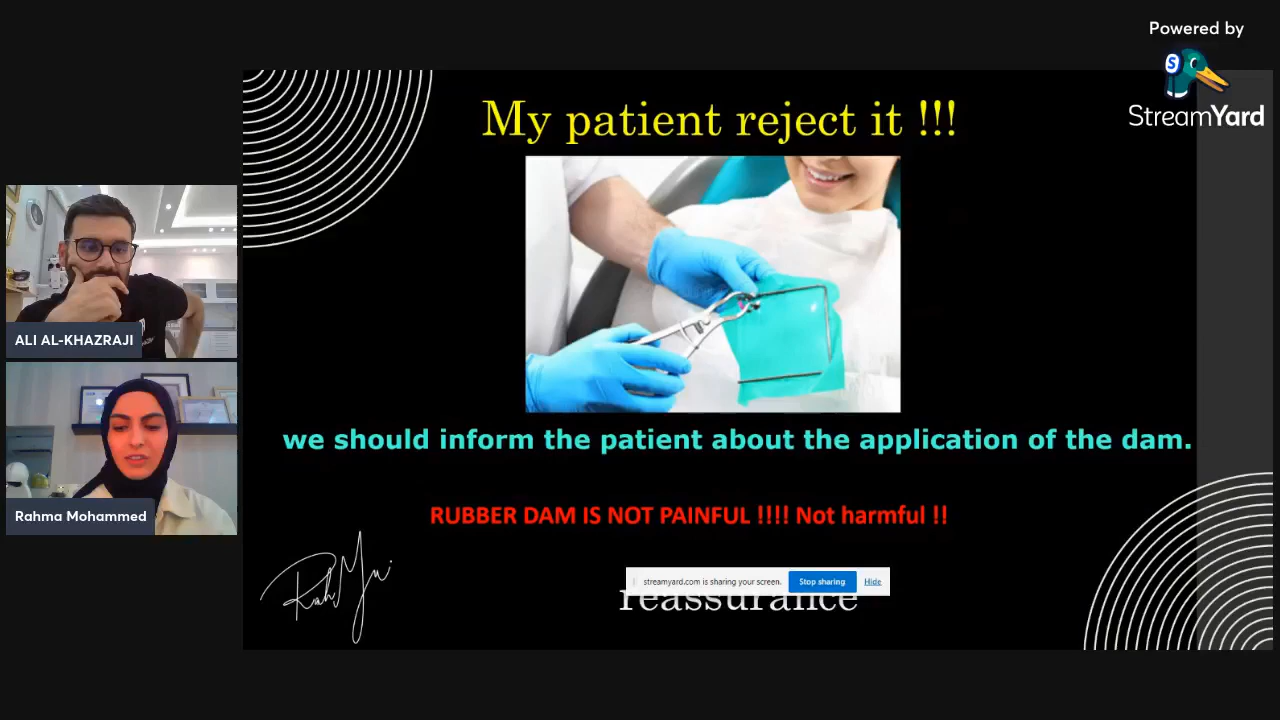 Powered by
StreamYard
My patient reject it !!!
ALI AL-KHAZRAJI
we should inform the patient about the application of the dam.
Rahma Mohammed
RUBBER DAM IS NOT PAINFUL !!!! Not harmful !!
streamyard.com is sharing your screen. Stop sharing Hide
reassurance